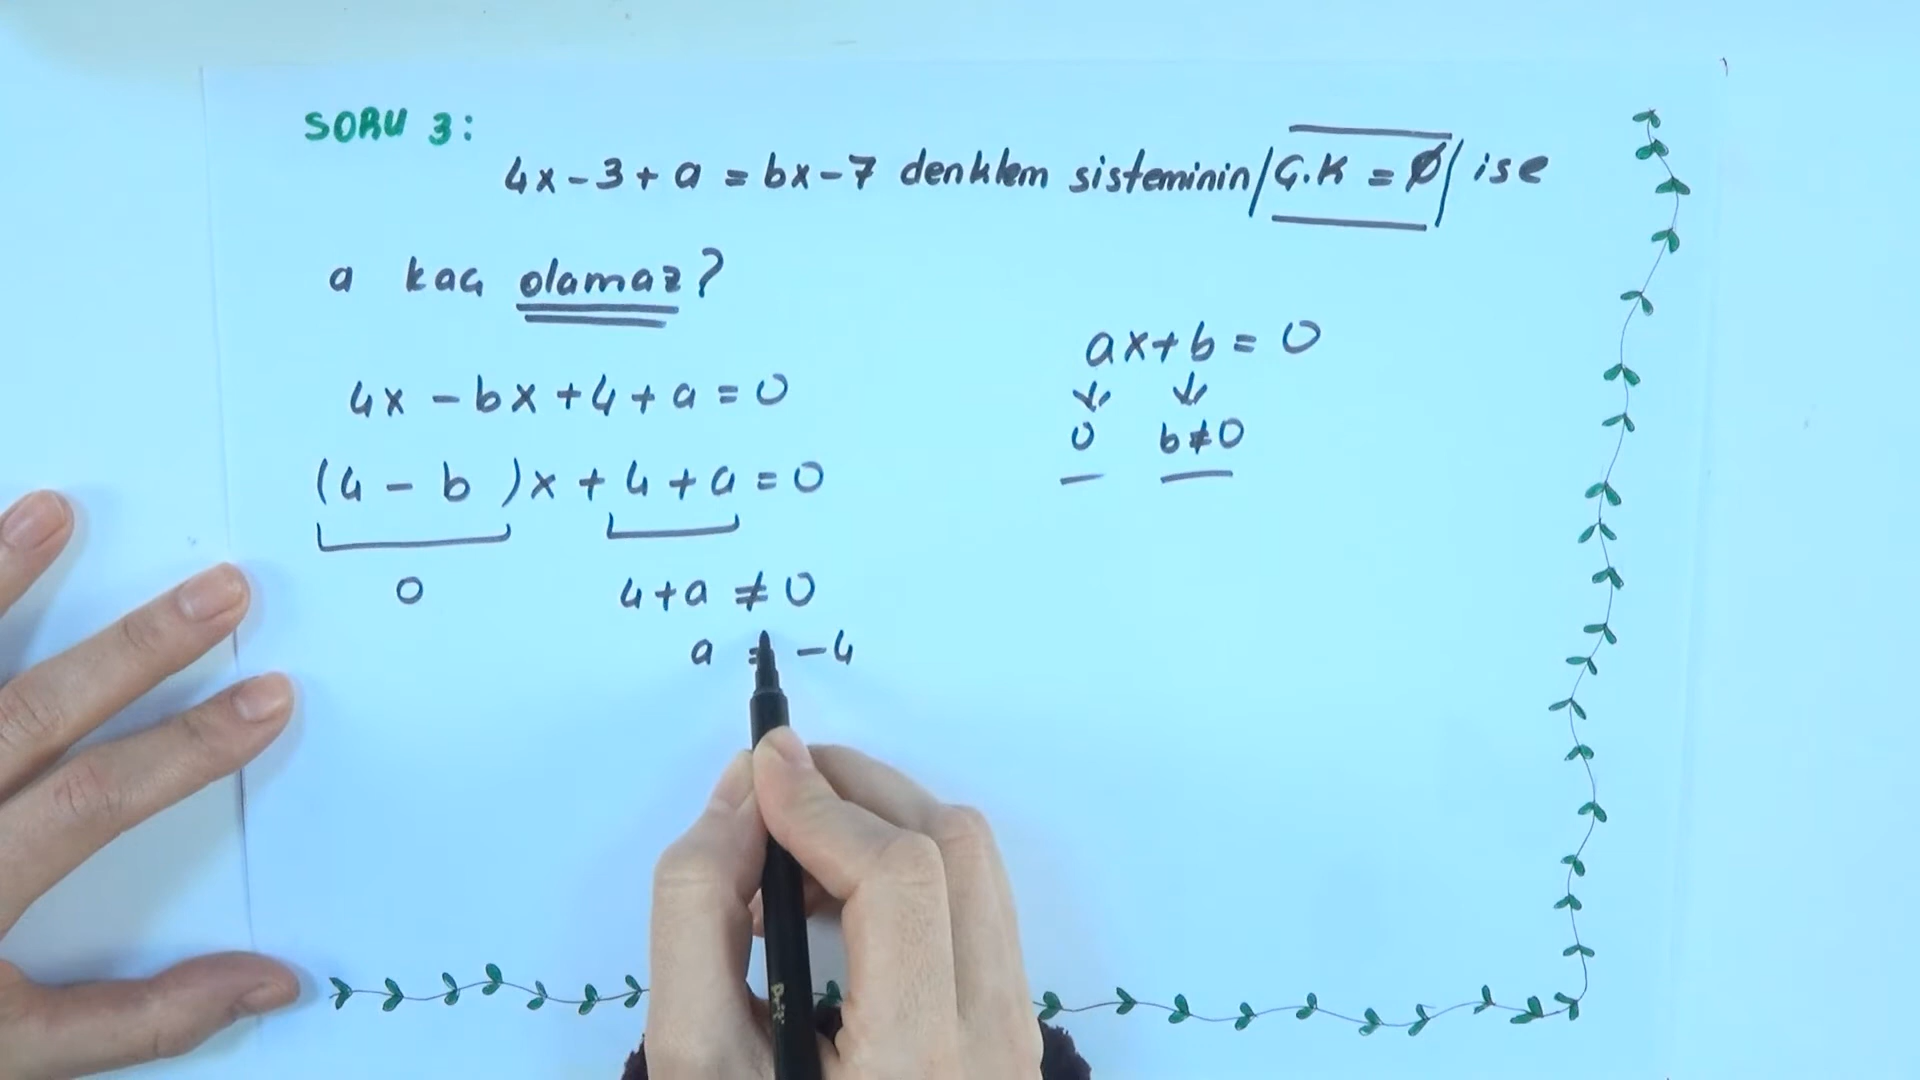 SORU 3:
4x - 3 + a = bx - 7 denklem sisteminin Ç.K = Ø ise
a kaç olamaz?
4x - bx + 4 + a = 0
(4 - b )x + 4 + a = 0
0
4 + a ≠ 0
a ≠ -4
ax + b = 0
0 b ≠ 0